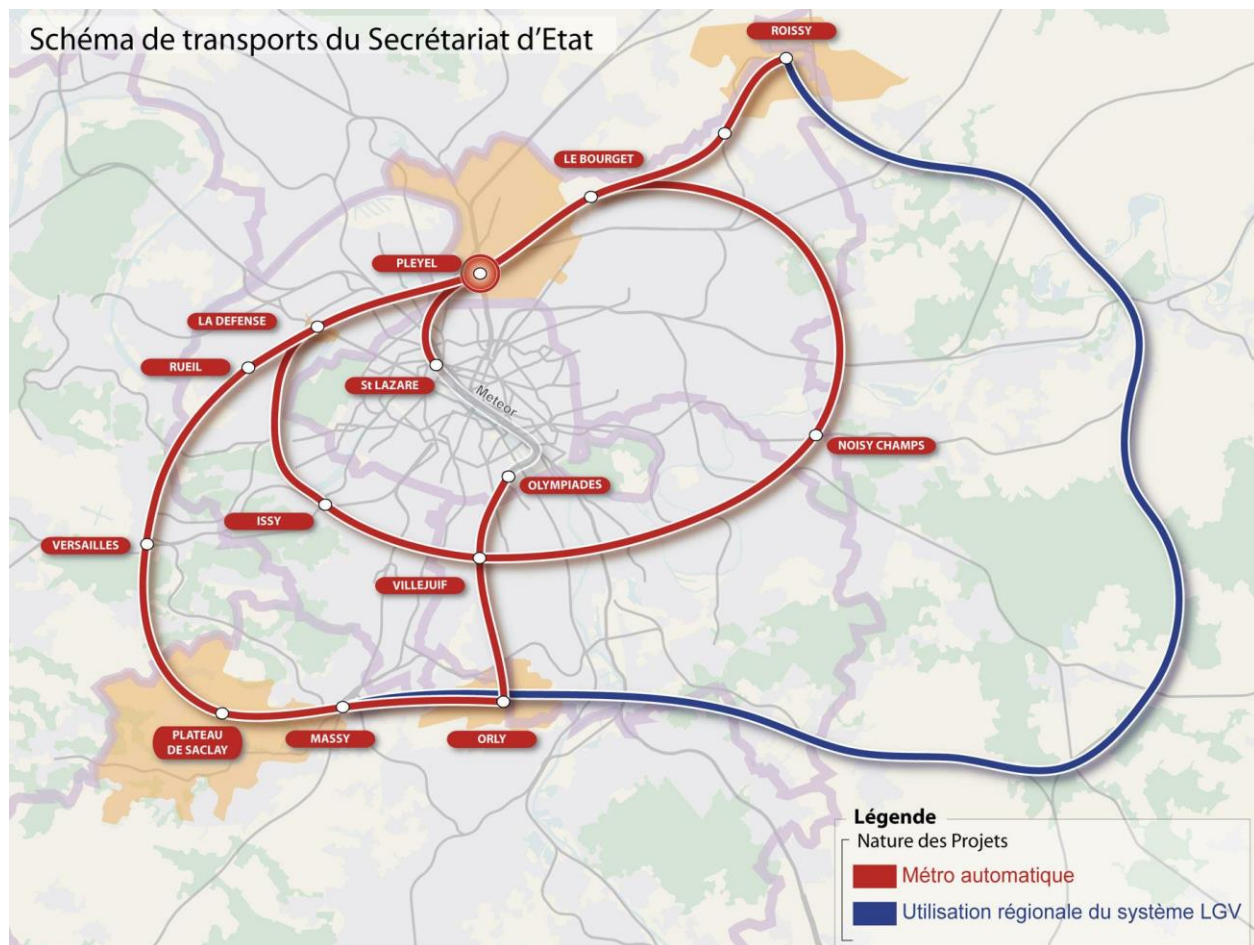 Schéma de transports du Secrétariat d'Etat
ROISSY
LE BOURGET
PLEYEL
LA DEFENSE
RUEIL
St LAZARE
Meteor
NOISY CHAMPS
OLYMPIADES
ISSY
VERSAILLES
VILLEJUIF
PLATEAU
DE SACLAY
MASSY
ORLY
Légende
Nature des Projets
Métro automatique
Utilisation régionale du système LGV